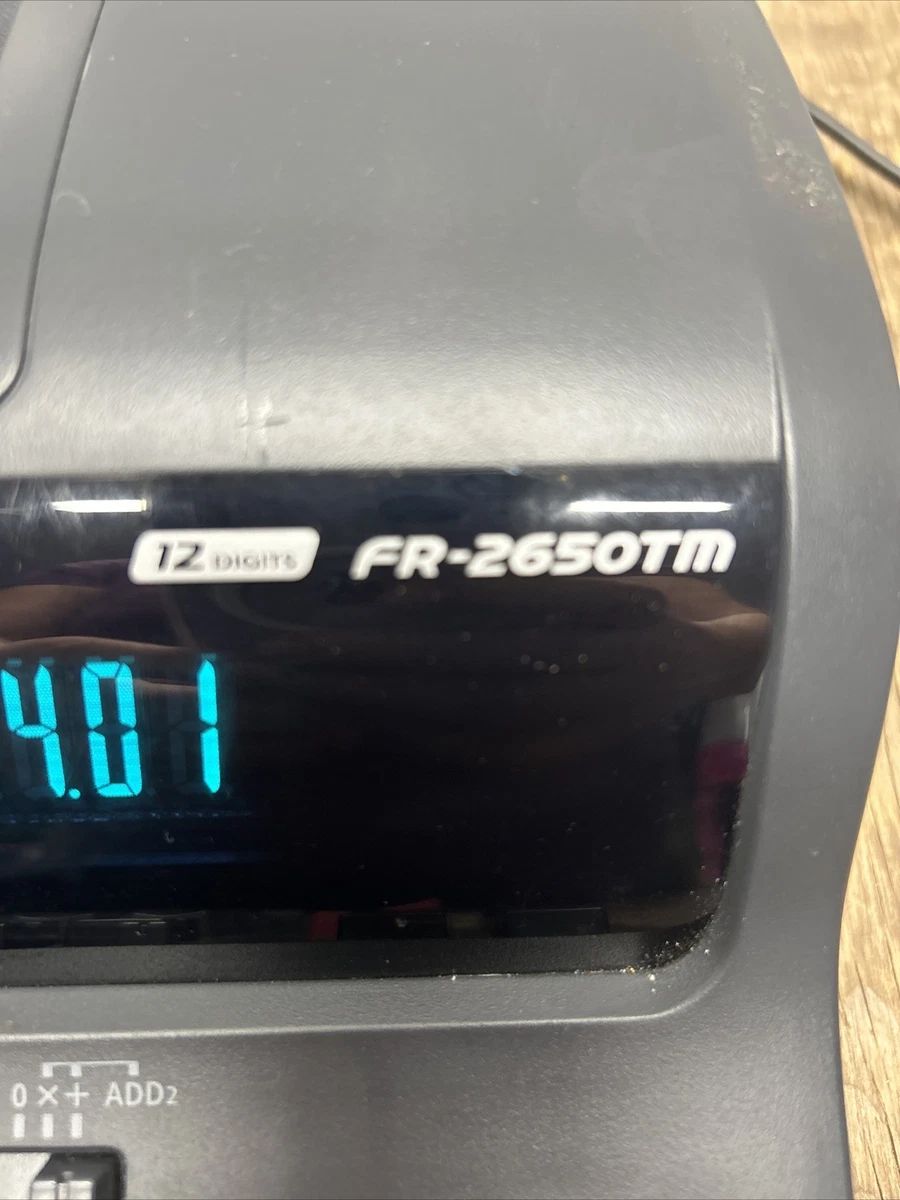 12 DIGITS FR-2650TM
4.01
0 ×+ ADD2